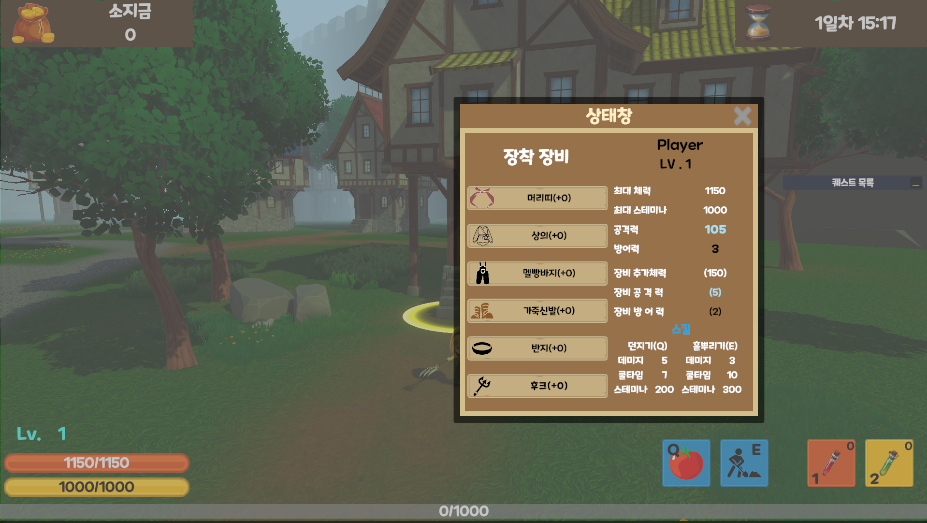 소지금
0
1일차 15:17
상태창
장착 장비
Player
LV . 1
머리띠(+0)
상의(+0)
멜빵바지(+0)
가죽신발(+0)
반지(+0)
후크(+0)
최대 체력 1150
최대 스테미나 1000
공격력 105
방어력 3
장비 추가체력 (150)
장비 공 격 력 (5)
장비 방 어 력 (2)
스킬
던지기(Q) 흙뿌리기(E)
데미지 5 데미지 3
쿨타임 7 쿨타임 10
스테미나 200 스테미나 300
퀘스트 목록
Lv. 1
1150/1150
1000/1000
Q
E
0
1
0
2
0/1000